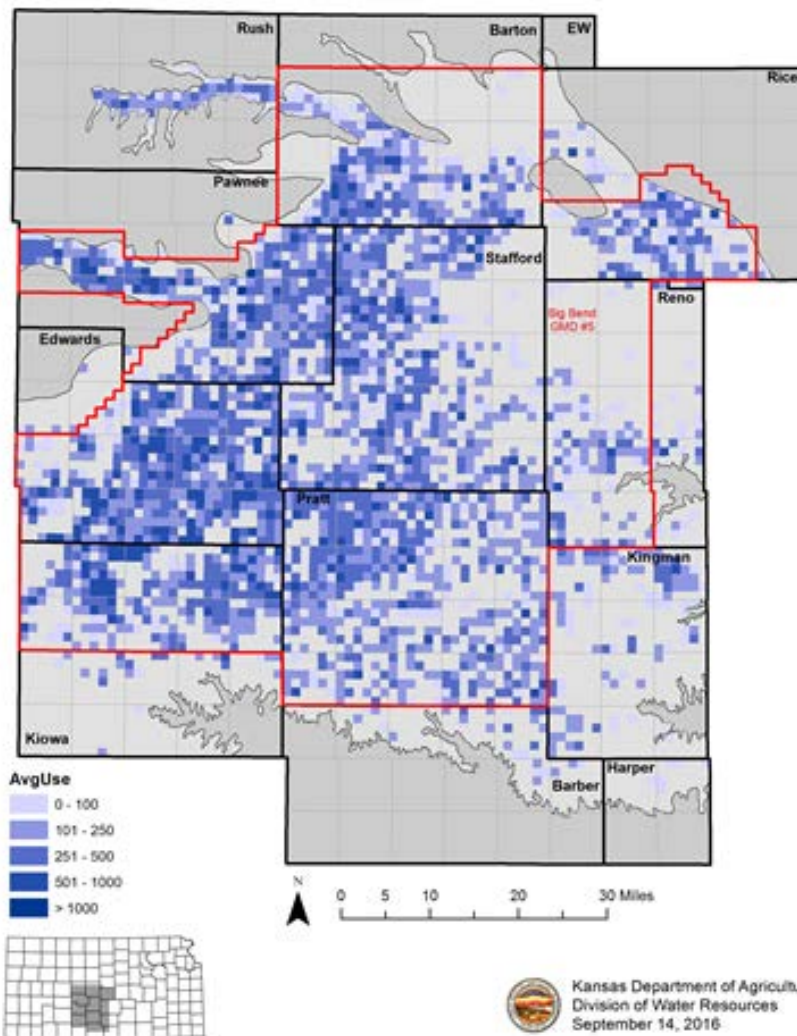 Rush
Barton
EW
Rice
Pawnee
Stafford
Big Bend
GMD #5
Reno
Edwards
Pratt
Kingman
Kiowa
Barber
Harper
AvgUse
0 - 100
101 - 250
251 - 500
501 - 1000
> 1000
N
0 5 10 20 30 Miles
Kansas Department of Agricultu
Division of Water Resources
September 14, 2016